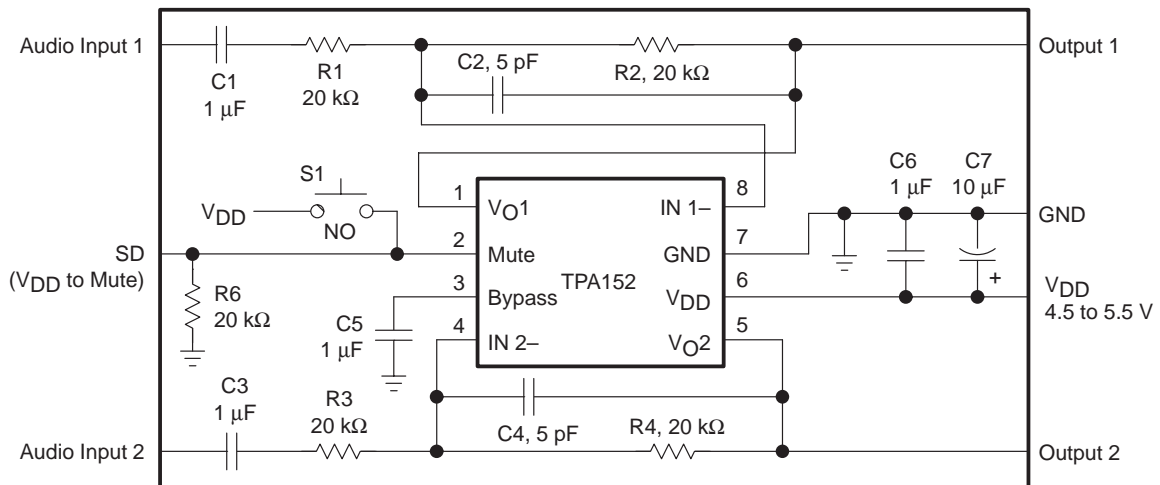 Audio Input 1
C1
1 µF
R1
20 kΩ
C2, 5 pF
R2, 20 kΩ
Output 1
S1
VDD
NO
SD
(VDD to Mute)
R6
20 kΩ
C5
1 µF
1
2
3
4
VO1
Mute
Bypass
IN 2–
TPA152
IN 1–
GND
VDD
VO2
8
7
6
5
C6
1 µF
C7
10 µF
GND
+
VDD
4.5 to 5.5 V
C3
1 µF
R3
20 kΩ
C4, 5 pF
R4, 20 kΩ
Audio Input 2
Output 2